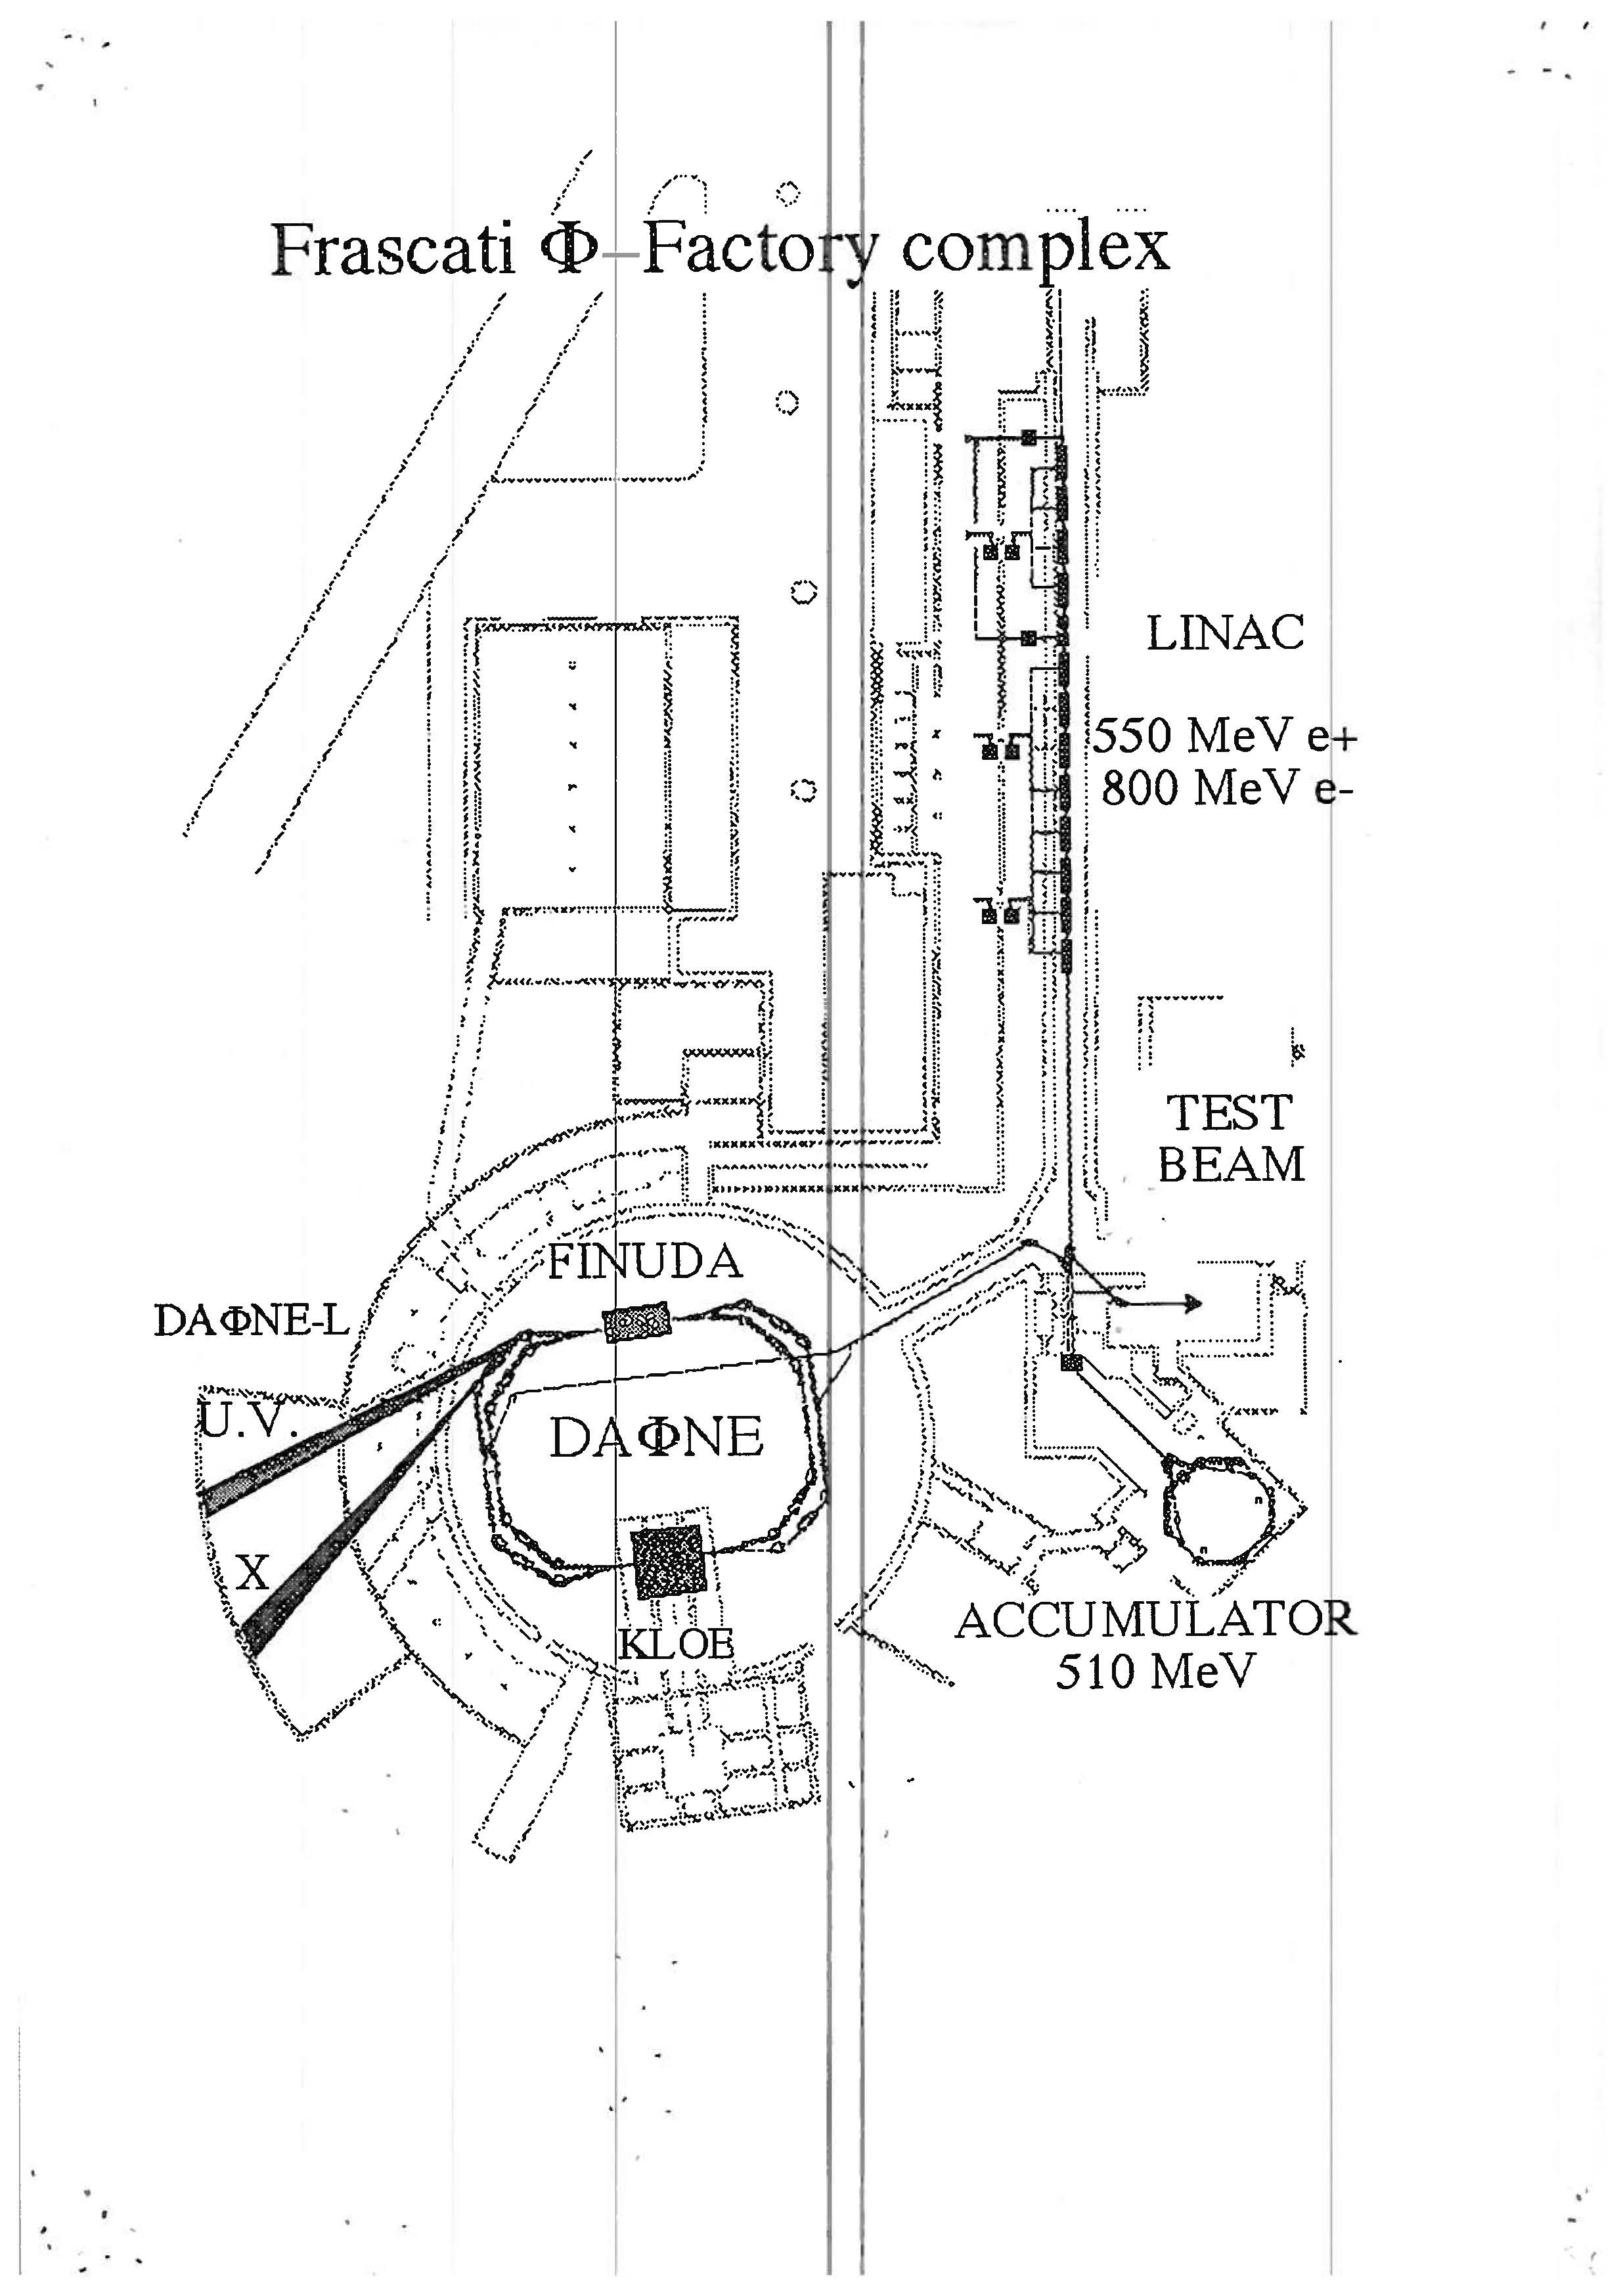 Frascati Φ-Factory complex
LINAC
550 MeV e+
800 MeV e-
TEST
BEAM
FINUDA
DAΦNE-L
U.V.
DAΦNE
X
KLOE
ACCUMULATOR
510 MeV